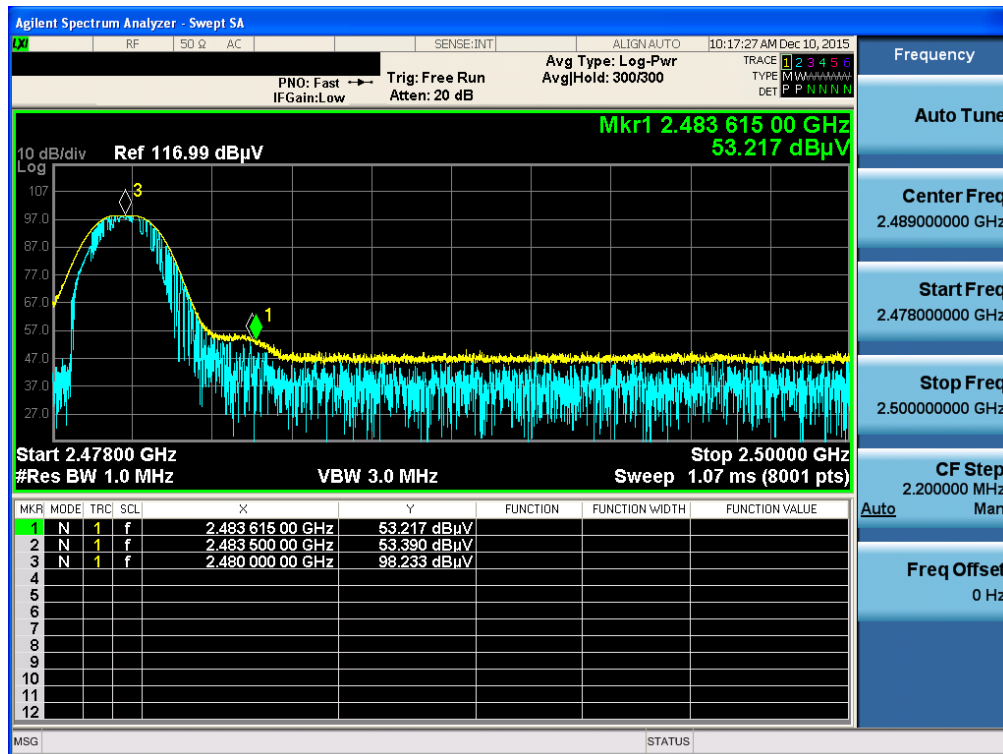 Agilent Spectrum Analyzer - Swept SA
LXI RF 50 Ω AC SENSE:INT ALIGN AUTO 10:17:27 AM Dec 10, 2015
Frequency
PNO: Fast
IFGain:Low
Trig: Free Run
Atten: 20 dB
Avg Type: Log-Pwr
Avg|Hold: 300/300
TRACE 1 2 3 4 5 6
TYPE M W W W W W
DET P P N N N N
Auto Tune
Mkr1 2.483 615 00 GHz
53.217 dBµV
10 dB/div Ref 116.99 dBµV
Log
107
97.0
87.0
77.0
67.0
57.0
47.0
37.0
27.0
3
1
Start 2.47800 GHz Stop 2.50000 GHz
#Res BW 1.0 MHz VBW 3.0 MHz Sweep 1.07 ms (8001 pts)
Center Freq
2.489000000 GHz
Start Freq
2.478000000 GHz
Stop Freq
2.500000000 GHz
CF Step
2.200000 MHz
Auto Man
Freq Offset
0 Hz
MKR MODE TRC SCL X Y FUNCTION FUNCTION WIDTH FUNCTION VALUE
1 N 1 f 2.483 615 00 GHz 53.217 dBµV
2 N 1 f 2.483 500 00 GHz 53.390 dBµV
3 N 1 f 2.480 000 00 GHz 98.233 dBµV
4
5
6
7
8
9
10
11
12
MSG STATUS